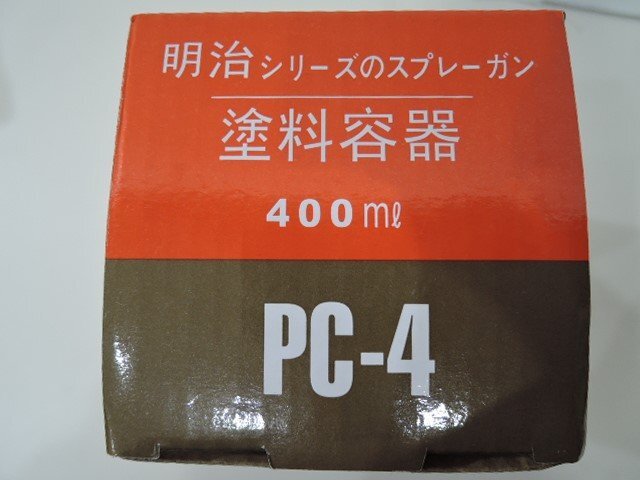 明治シリーズのスプレーガン
塗料容器
400ml
PC-4